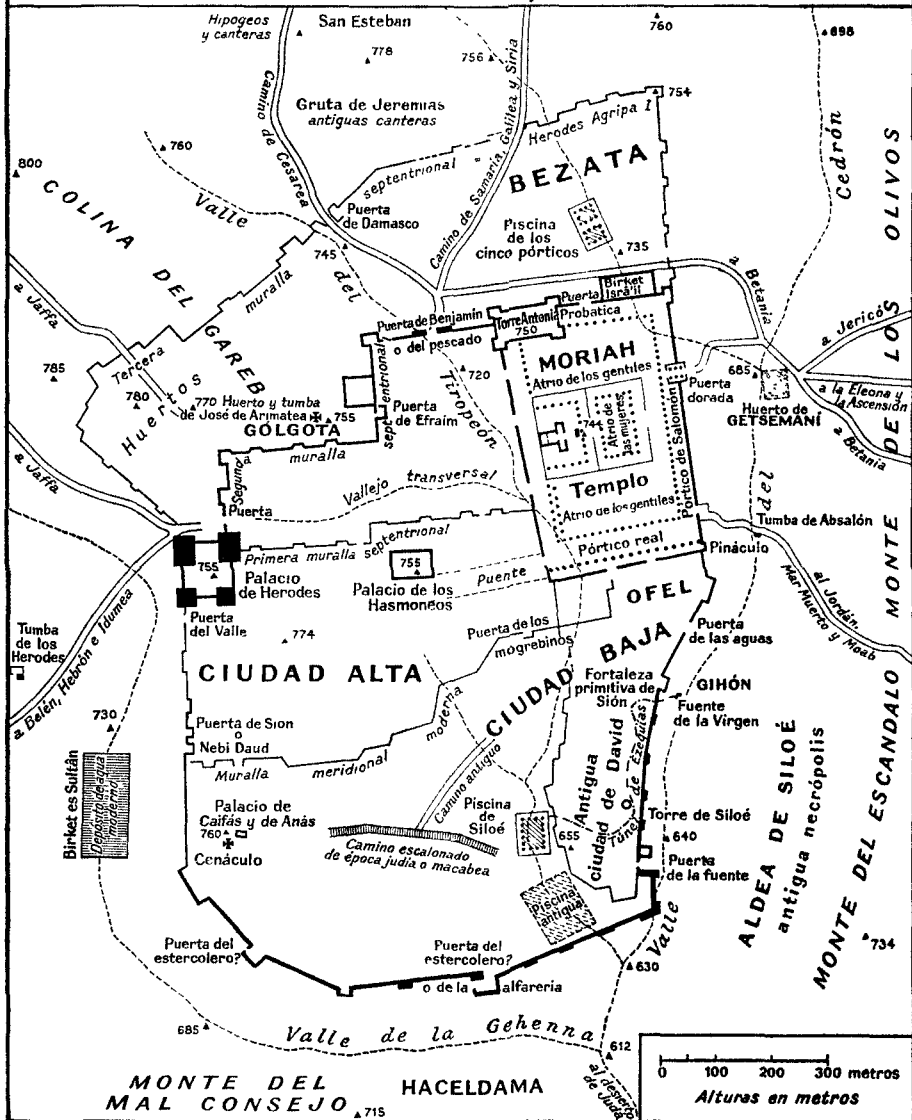 Hipogeos
y canteras
San Esteban
778
756
760
698
Camino de Cesarea
Gruta de Jeremías
antiguas canteras
Camino de Samaria, Galilea y Siria
Herodes Agripa I
754
septentrional
BEZATA
Cedrón
760
800
COLINA DEL GAREB
Valle del Tiropeón
Puerta
de Damasco
745
Piscina
de los
cinco pórticos
735
MONTE DE LOS OLIVOS
a Jaffa
Tercera muralla
Puerta de Benjamín
o del pescado
Torre Antonia
750
Puerta
Probatica
Birket
Isra'il
a Betania
a Jericó
785
Huertos
780
770 Huerto y tumba
de José de Arimatea
755
GÓLGOTA
septentrional
Puerta
de Efraím
720
MORIAH
Atrio de los gentiles
744
Atrio de
las mujeres
Templo
Atrio de los gentiles
Pórtico real
Pórtico de Salomón
Puerta
dorada
685
Huerto de
GETSEMANÍ
a la Eleona y
la Ascensión
a Betania
a Jaffa
Segunda
muralla
Puerta
Vallejo transversal
Primera muralla septentrional
755
Palacio
de Herodes
755
Palacio de los
Hasmoneos
Puente
Pináculo
Tumba de Absalón
al Jordán,
Mar Muerto y Moab
OFEL
Puerta
del Valle
774
Puerta de los
mogrebinos
Puerta
de las aguas
Tumba
de los
Herodes
a Belén, Hebrón e Idumea
CIUDAD ALTA
CIUDAD BAJA
Fortaleza
primitiva de
Sión
GIHÓN
Fuente
de la Virgen
730
Puerta de Sion
o
Nebi Daud
Muralla meridional moderna
Camino antiguo
Antigua
ciudad de David
Túnel de Ezequías
Birket es Sultân
Deposito de agua
moderno
Palacio de
Caifás y de Anás
760
Cenáculo
Camino escalonado
de época judía o macabea
Piscina
de
Siloé
655
Torre de Siloé
640
Puerta
de la fuente
ALDEA DE SILOÉ
antigua necrópolis
MONTE DEL ESCANDALO
734
Piscina
antigua
Puerta del
estercolero?
Puerta del
estercolero?
o de la alfarería
Valle del
630
685
Valle de la Gehenna
612
al desierto
de Judá
MONTE DEL
MAL CONSEJO
715
HACELDAMA
0 100 200 300 metros
Alturas en metros